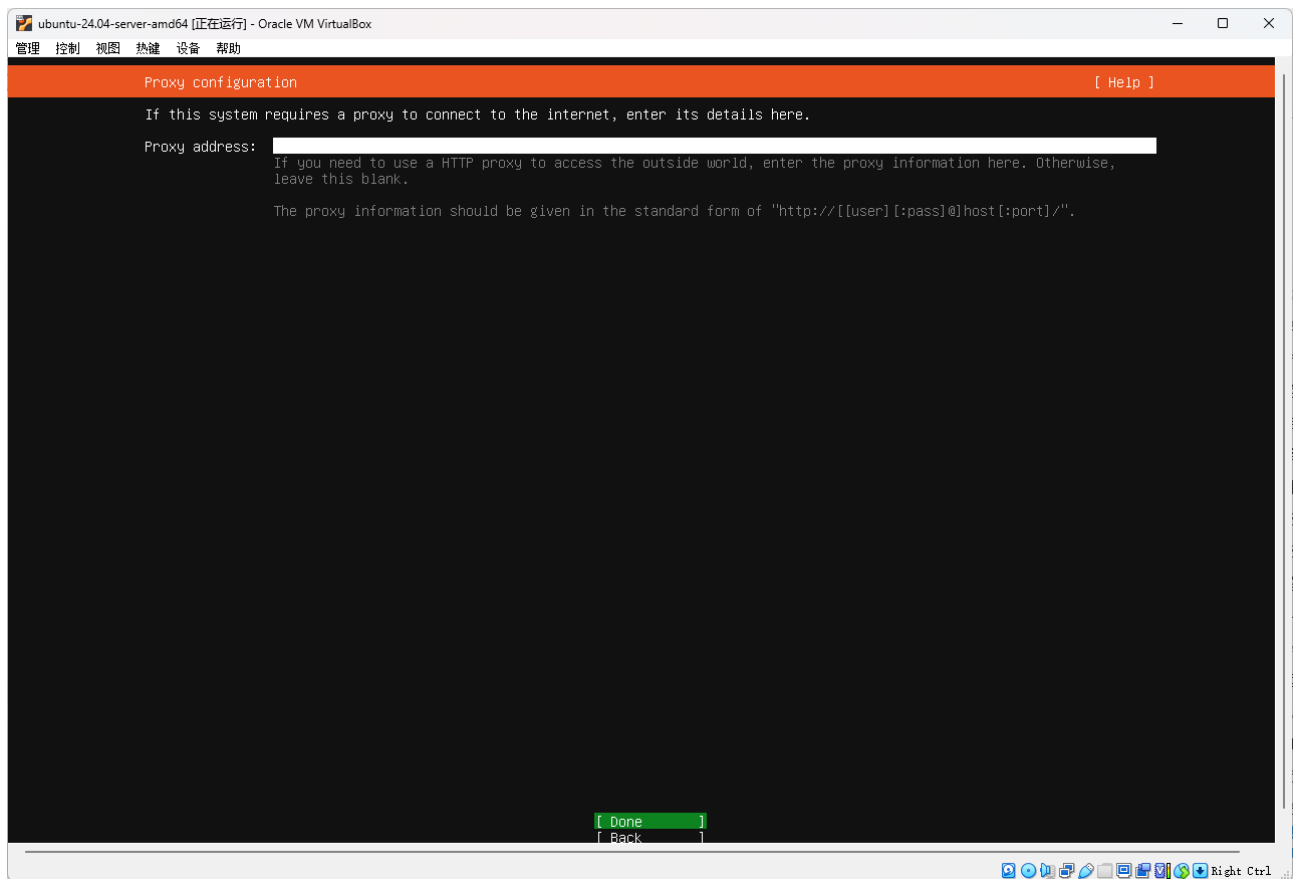 ubuntu-24.04-server-amd64 [正在运行] - Oracle VM VirtualBox
管理 控制 视图 热键 设备 帮助
Proxy configuration [ Help ]
If this system requires a proxy to connect to the internet, enter its details here.
Proxy address:
If you need to use a HTTP proxy to access the outside world, enter the proxy information here. Otherwise,
leave this blank.
The proxy information should be given in the standard form of "http://[[user][:pass]@]host[:port]/".
[ Done ]
[ Back ]
Right Ctrl